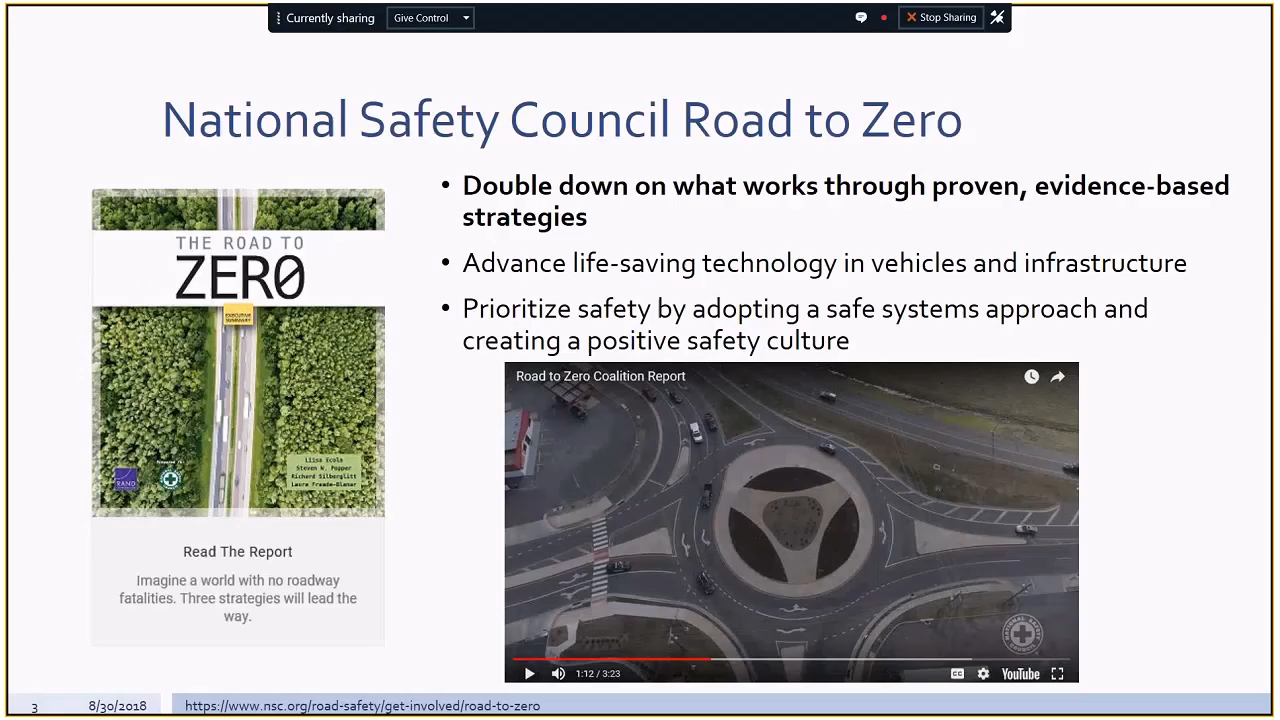 Currently sharing
Give Control
Stop Sharing
National Safety Council Road to Zero
• Double down on what works through proven, evidence-based
strategies
• Advance life-saving technology in vehicles and infrastructure
• Prioritize safety by adopting a safe systems approach and
creating a positive safety culture
THE ROAD TO
ZERO
EXECUTIVE
SUMMARY
RAND
Liisa Ecola
Steven W. Popper
Richard Silberglitt
Laura Fraade-Blanar
Read The Report
Imagine a world with no roadway
fatalities. Three strategies will lead the
way.
Road to Zero Coalition Report
NATIONAL SAFETY COUNCIL
1:12 / 3:23
CC
YouTube
3
8/30/2018
https://www.nsc.org/road-safety/get-involved/road-to-zero